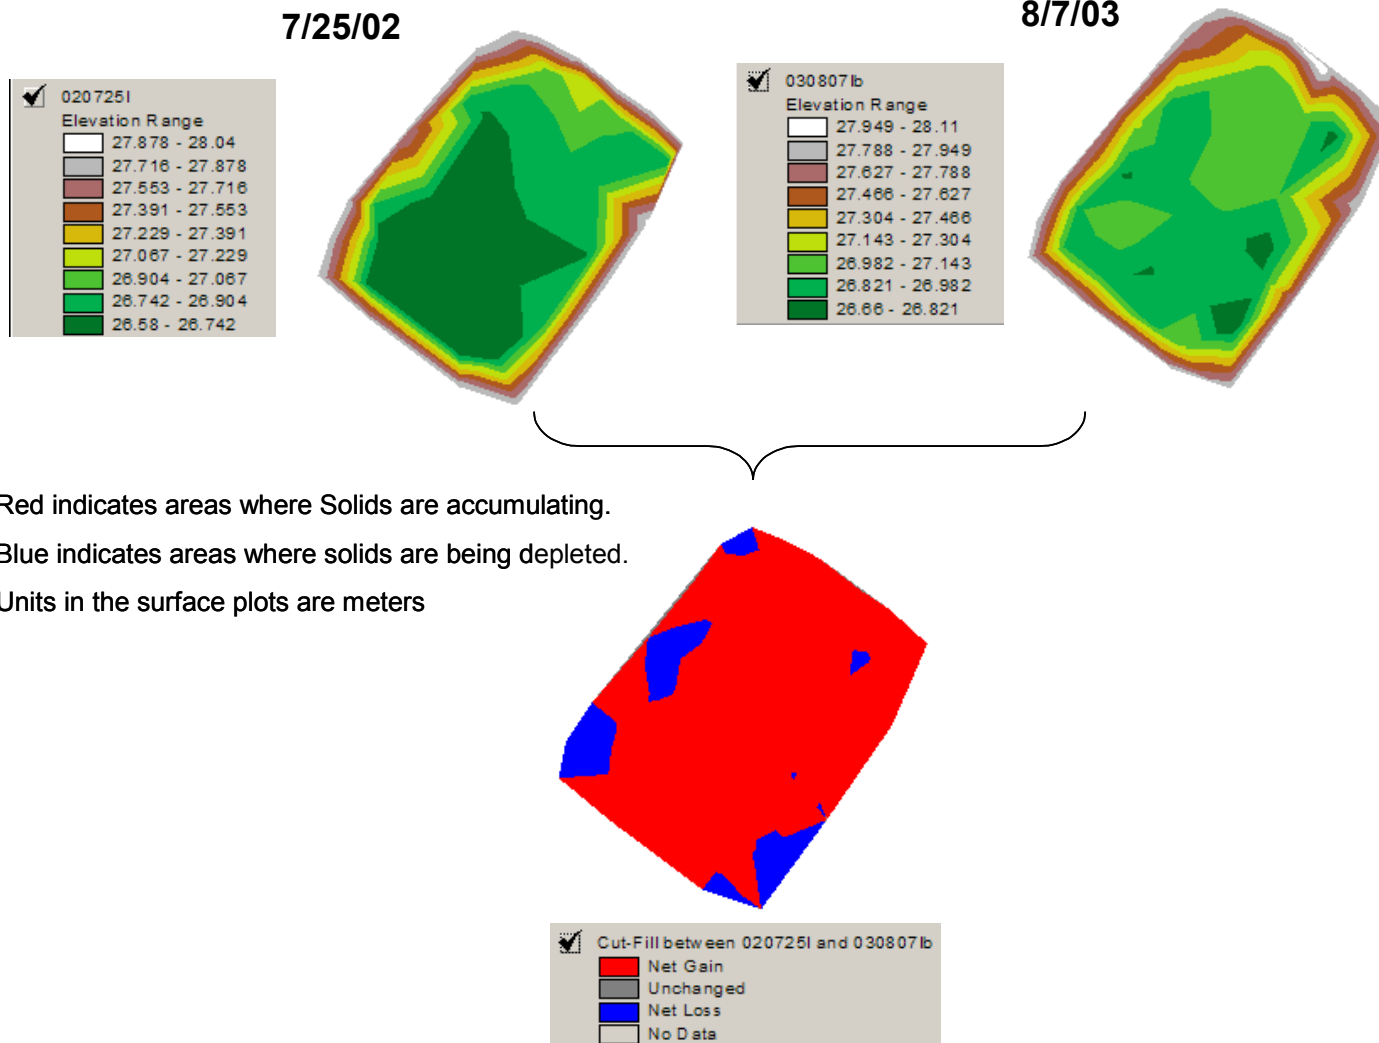 7/25/02
8/7/03
020725l
Elevation Range
27.878 - 28.04
27.716 - 27.878
27.553 - 27.716
27.391 - 27.553
27.229 - 27.391
27.067 - 27.229
26.904 - 27.067
26.742 - 26.904
26.58 - 26.742
030807lb
Elevation Range
27.949 - 28.11
27.788 - 27.949
27.627 - 27.788
27.466 - 27.627
27.304 - 27.466
27.143 - 27.304
26.982 - 27.143
26.821 - 26.982
26.66 - 26.821
Red indicates areas where Solids are accumulating.
Blue indicates areas where solids are being depleted.
Units in the surface plots are meters
Cut-Fill between 020725l and 030807lb
Net Gain
Unchanged
Net Loss
No Data